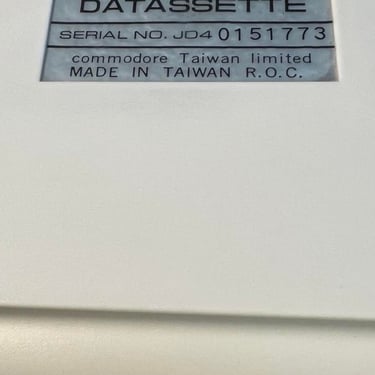 DATASSETTE
SERIAL NO. JD4 0151773
commodore Taiwan limited
MADE IN TAIWAN R.O.C.